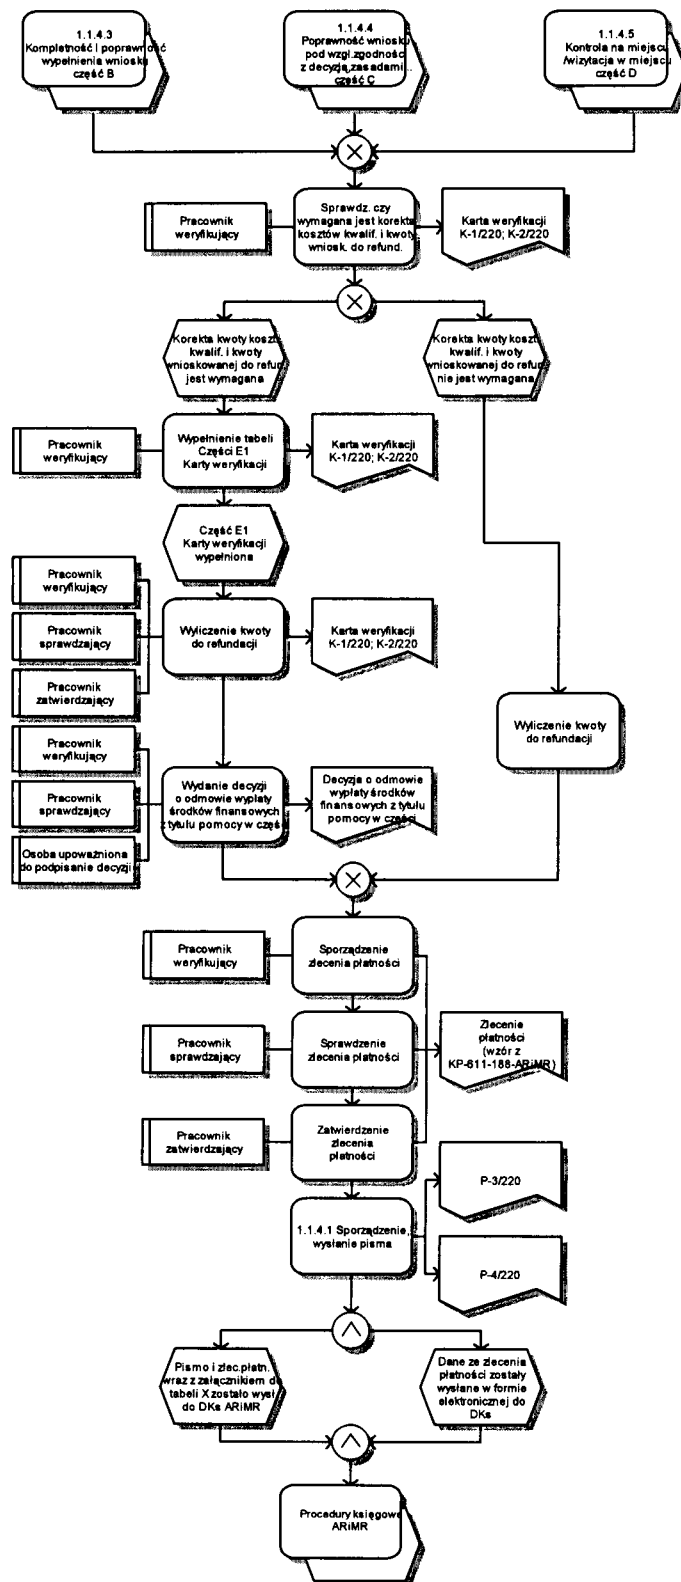 1.1.4.3
Kompletność i poprawność
wypełnienia wniosku
część B
1.1.4.4
Poprawność wniosku
pod wzgl.zgodności
z decyzją,zasadami...
część C
1.1.4.5
Kontrola na miejscu
/wizytacja w miejscu
część D
Pracownik
weryfikujący
Sprawdz. czy
wymagana jest korekta
kosztów kwalif. i kwoty
wniosk. do refund.
Karta weryfikacji
K-1/220; K-2/220
Korekta kwoty koszt
kwalif. i kwoty
wnioskowanej do refun
jest wymagana
Korekta kwoty koszt
kwalif. i kwoty
wnioskowanej do refun
nie jest wymagana
Pracownik
weryfikujący
Wypełnienie tabeli
Części E1
Karty weryfikacji
Karta weryfikacji
K-1/220; K-2/220
Część E1
Karty weryfikacji
wypełniona
Pracownik
weryfikujący
Pracownik
sprawdzający
Pracownik
zatwierdzający
Wyliczenie kwoty
do refundacji
Karta weryfikacji
K-1/220; K-2/220
Wyliczenie kwoty
do refundacji
Pracownik
weryfikujący
Pracownik
sprawdzający
Osoba upoważniona
do podpisanie decyzji
Wydanie decyzji
o odmowie wypłaty
środków finansowych
z tytułu pomocy w częśc
Decyzja o odmowie
wypłaty środków
finansowych z tytułu
pomocy w części
Pracownik
weryfikujący
Sporządzenie
zlecenia płatności
Pracownik
sprawdzający
Sprawdzenie
zlecenia płatności
Zlecenie
płatności
(wzór z
KP-611-188-ARiMR)
Pracownik
zatwierdzający
Zatwierdzenie
zlecenia
płatności
P-3/220
1.1.4.1 Sporządzenie,
wysłanie pisma
P-4/220
Pismo i zlec.płatn.
wraz z załącznikiem do
tabeli X zostało wysł
do DKs ARiMR
Dane ze zlecenia
płatności zostały
wysłane w formie
elektronicznej do
DKs
Procedury księgowe
ARiMR